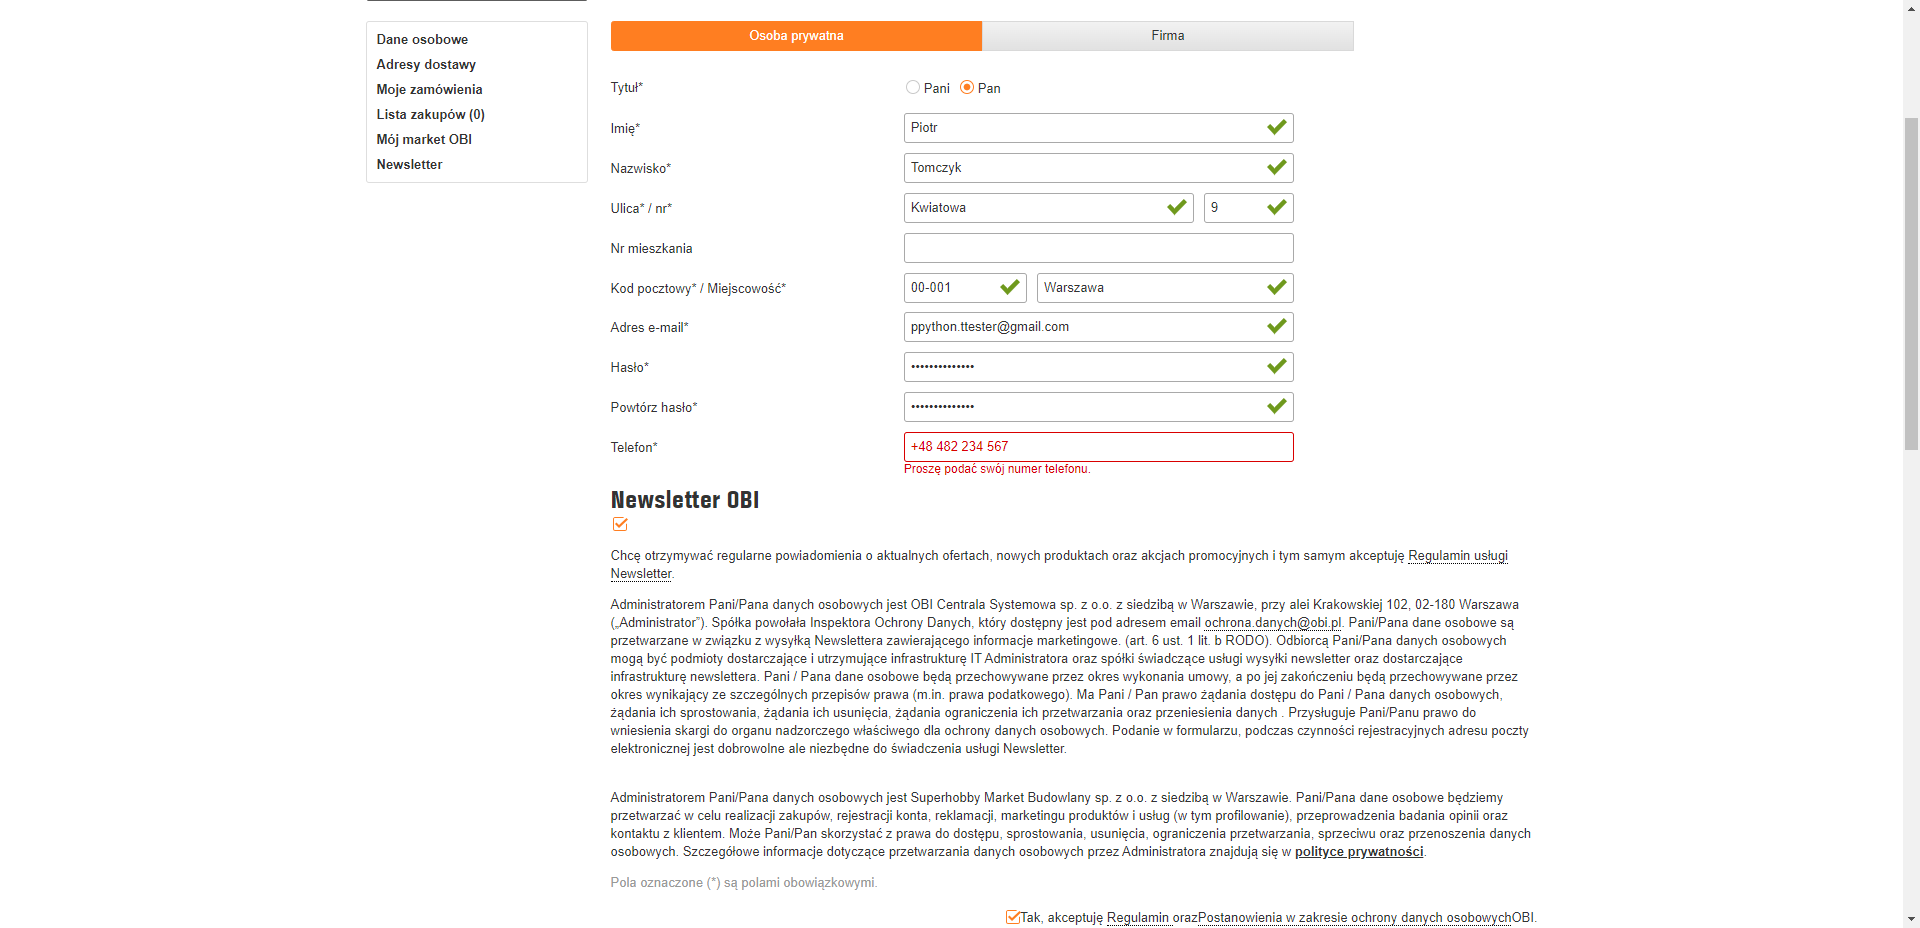 Dane osobowe
Adresy dostawy
Moje zamówienia
Lista zakupów (0)
Mój market OBI
Newsletter
Osoba prywatna
Firma
Tytuł*
Pani
Pan
Imię*
Piotr
Nazwisko*
Tomczyk
Ulica* / nr*
Kwiatowa
9
Nr mieszkania
Kod pocztowy* / Miejscowość*
00-001
Warszawa
Adres e-mail*
ppython.ttester@gmail.com
Hasło*
••••••••••••••
Powtórz hasło*
••••••••••••••
Telefon*
+48 482 234 567
Proszę podać swój numer telefonu.
Newsletter OBI
Chcę otrzymywać regularne powiadomienia o aktualnych ofertach, nowych produktach oraz akcjach promocyjnych i tym samym akceptuję Regulamin usługi
Newsletter.
Administratorem Pani/Pana danych osobowych jest OBI Centrala Systemowa sp. z o.o. z siedzibą w Warszawie, przy alei Krakowskiej 102, 02-180 Warszawa
(„Administrator”). Spółka powołała Inspektora Ochrony Danych, który dostępny jest pod adresem email ochrona.danych@obi.pl. Pani/Pana dane osobowe są
przetwarzane w związku z wysyłką Newslettera zawierającego informacje marketingowe. (art. 6 ust. 1 lit. b RODO). Odbiorcą Pani/Pana danych osobowych
mogą być podmioty dostarczające i utrzymujące infrastrukturę IT Administratora oraz spółki świadczące usługi wysyłki newsletter oraz dostarczające
infrastrukturę newslettera. Pani / Pana dane osobowe będą przechowywane przez okres wykonania umowy, a po jej zakończeniu będą przechowywane przez
okres wynikający ze szczególnych przepisów prawa (m.in. prawa podatkowego). Ma Pani / Pan prawo żądania dostępu do Pani / Pana danych osobowych,
żądania ich sprostowania, żądania ich usunięcia, żądania ograniczenia ich przetwarzania oraz przeniesienia danych . Przysługuje Pani/Panu prawo do
wniesienia skargi do organu nadzorczego właściwego dla ochrony danych osobowych. Podanie w formularzu, podczas czynności rejestracyjnych adresu poczty
elektronicznej jest dobrowolne ale niezbędne do świadczenia usługi Newsletter.
Administratorem Pani/Pana danych osobowych jest Superhobby Market Budowlany sp. z o.o. z siedzibą w Warszawie. Pani/Pana dane osobowe będziemy
przetwarzać w celu realizacji zakupów, rejestracji konta, reklamacji, marketingu produktów i usług (w tym profilowanie), przeprowadzenia badania opinii oraz
kontaktu z klientem. Może Pani/Pan skorzystać z prawa do dostępu, sprostowania, usunięcia, ograniczenia przetwarzania, sprzeciwu oraz przenoszenia danych
osobowych. Szczegółowe informacje dotyczące przetwarzania danych osobowych przez Administratora znajdują się w polityce prywatności.
Pola oznaczone (*) są polami obowiązkowymi.
Tak, akceptuję Regulamin orazPostanowienia w zakresie ochrony danych osobowychOBI.